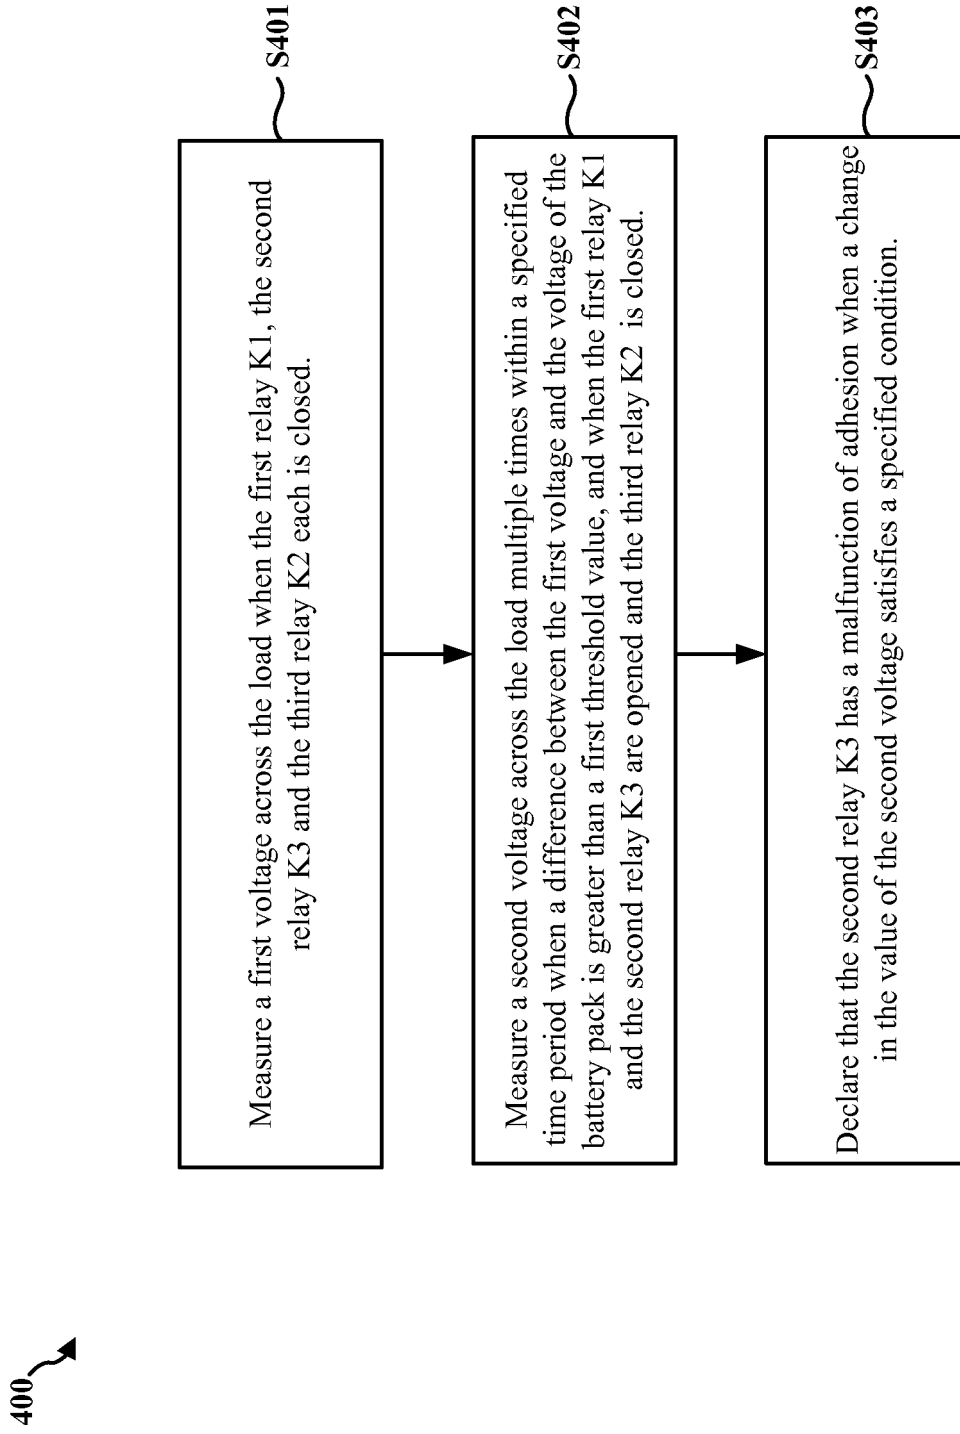 400
Measure a first voltage across the load when the first relay K1, the second
relay K3 and the third relay K2 each is closed.
S401
Measure a second voltage across the load multiple times within a specified
time period when a difference between the first voltage and the voltage of the
battery pack is greater than a first threshold value, and when the first relay K1
and the second relay K3 are opened and the third relay K2 is closed.
S402
Declare that the second relay K3 has a malfunction of adhesion when a change
in the value of the second voltage satisfies a specified condition.
S403